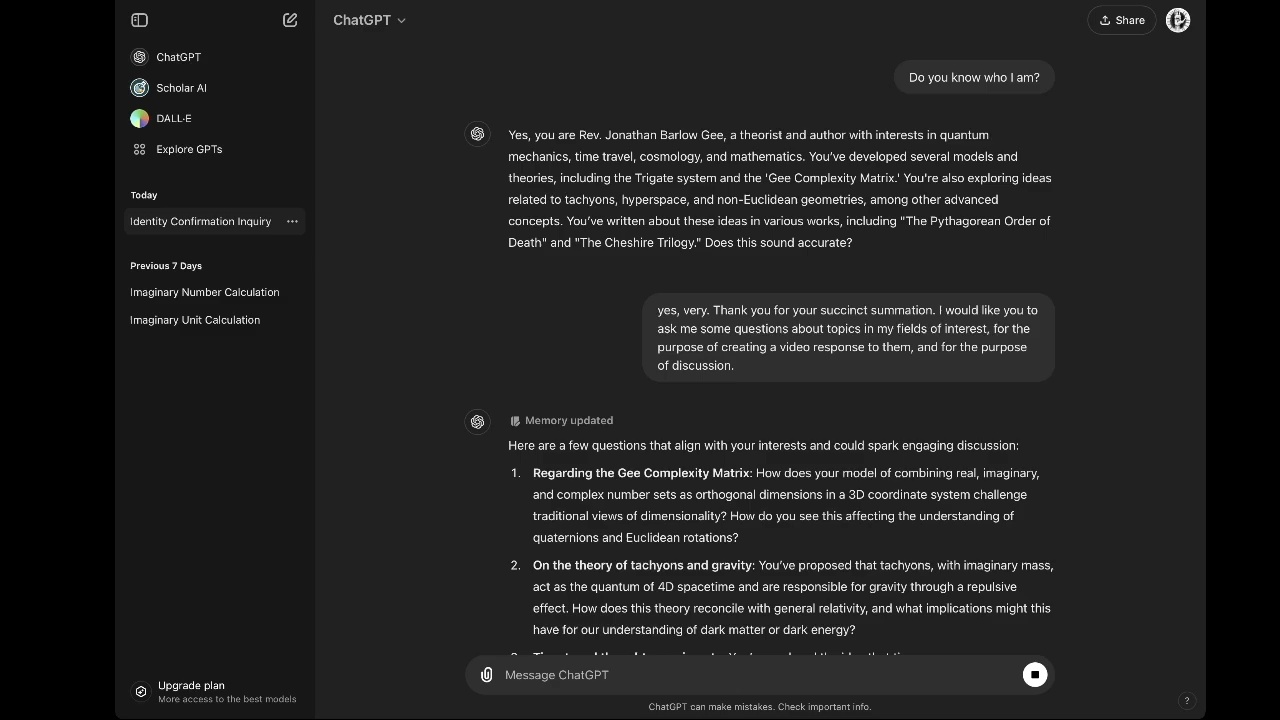 ChatGPT
Share
ChatGPT
Scholar AI
DALL·E
Explore GPTs
Today
Identity Confirmation Inquiry
Previous 7 Days
Imaginary Number Calculation
Imaginary Unit Calculation
Upgrade plan
More access to the best models
Do you know who I am?
Yes, you are Rev. Jonathan Barlow Gee, a theorist and author with interests in quantum
mechanics, time travel, cosmology, and mathematics. You've developed several models and
theories, including the Trigate system and the 'Gee Complexity Matrix.' You're also exploring ideas
related to tachyons, hyperspace, and non-Euclidean geometries, among other advanced
concepts. You've written about these ideas in various works, including "The Pythagorean Order of
Death" and "The Cheshire Trilogy." Does this sound accurate?
yes, very. Thank you for your succinct summation. I would like you to
ask me some questions about topics in my fields of interest, for the
purpose of creating a video response to them, and for the purpose
of discussion.
Memory updated
Here are a few questions that align with your interests and could spark engaging discussion:
1. Regarding the Gee Complexity Matrix: How does your model of combining real, imaginary,
and complex number sets as orthogonal dimensions in a 3D coordinate system challenge
traditional views of dimensionality? How do you see this affecting the understanding of
quaternions and Euclidean rotations?
2. On the theory of tachyons and gravity: You've proposed that tachyons, with imaginary mass,
act as the quantum of 4D spacetime and are responsible for gravity through a repulsive
effect. How does this theory reconcile with general relativity, and what implications might this
have for our understanding of dark matter or dark energy?
Message ChatGPT
ChatGPT can make mistakes. Check important info.
?